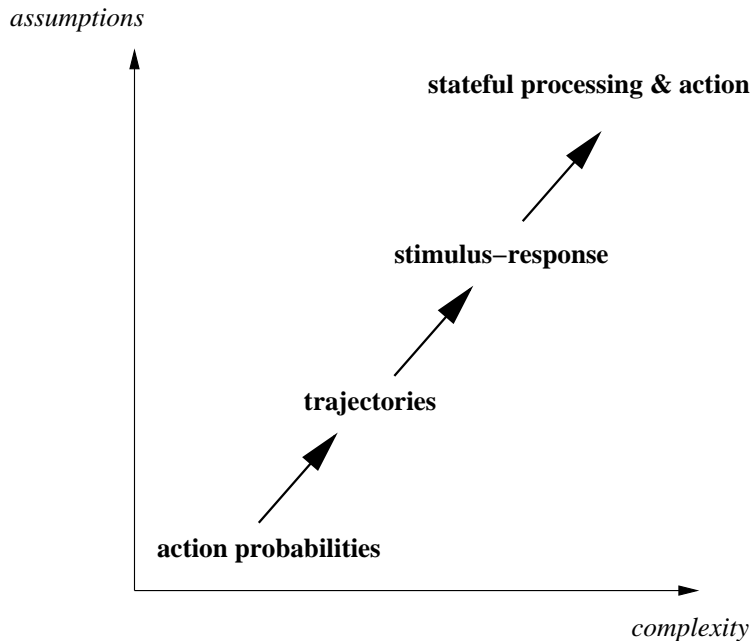 assumptions
stateful processing & action
stimulus–response
trajectories
action probabilities
complexity